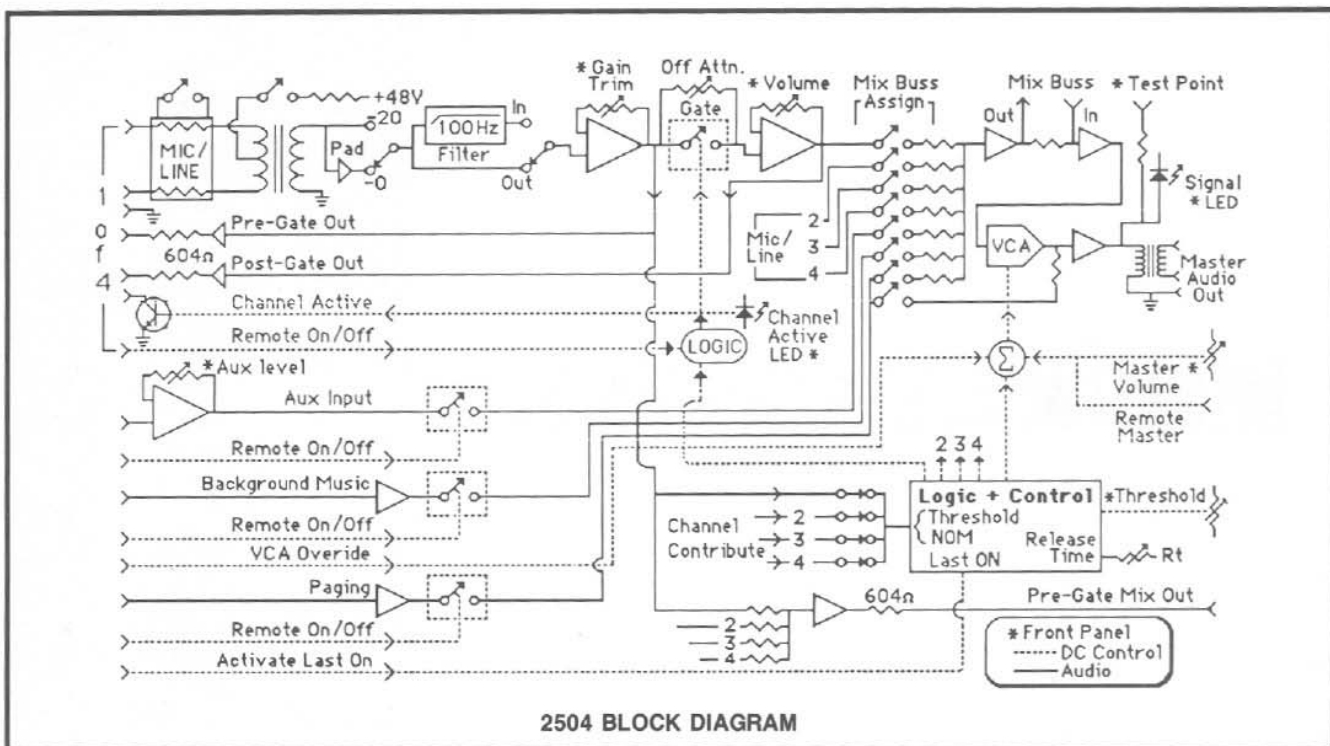 * Gain Trim
Off Attn.
Gate
* Volume
Mix Buss Assign
Mix Buss
Out
In
* Test Point
+48V
-20
Pad
-0
100Hz
In
Filter
Out
MIC/ LINE
1 of 4
Signal
* LED
Pre-Gate Out
604Ω
Post-Gate Out
Mic/ Line
2
3
4
VCA
Master Audio Out
Channel Active
Remote On/Off
LOGIC
Channel Active LED *
Σ
Master * Volume
Remote Master
* Aux level
Aux Input
Remote On/Off
Background Music
Remote On/Off
VCA Overide
Paging
Remote On/Off
Activate Last On
2 3 4
Channel Contribute
2
3
4
Logic + Control
Threshold
NOM
Last ON
Release Time
*Threshold
Rt
604Ω
Pre-Gate Mix Out
2
3
4
* Front Panel
DC Control
Audio
2504 BLOCK DIAGRAM